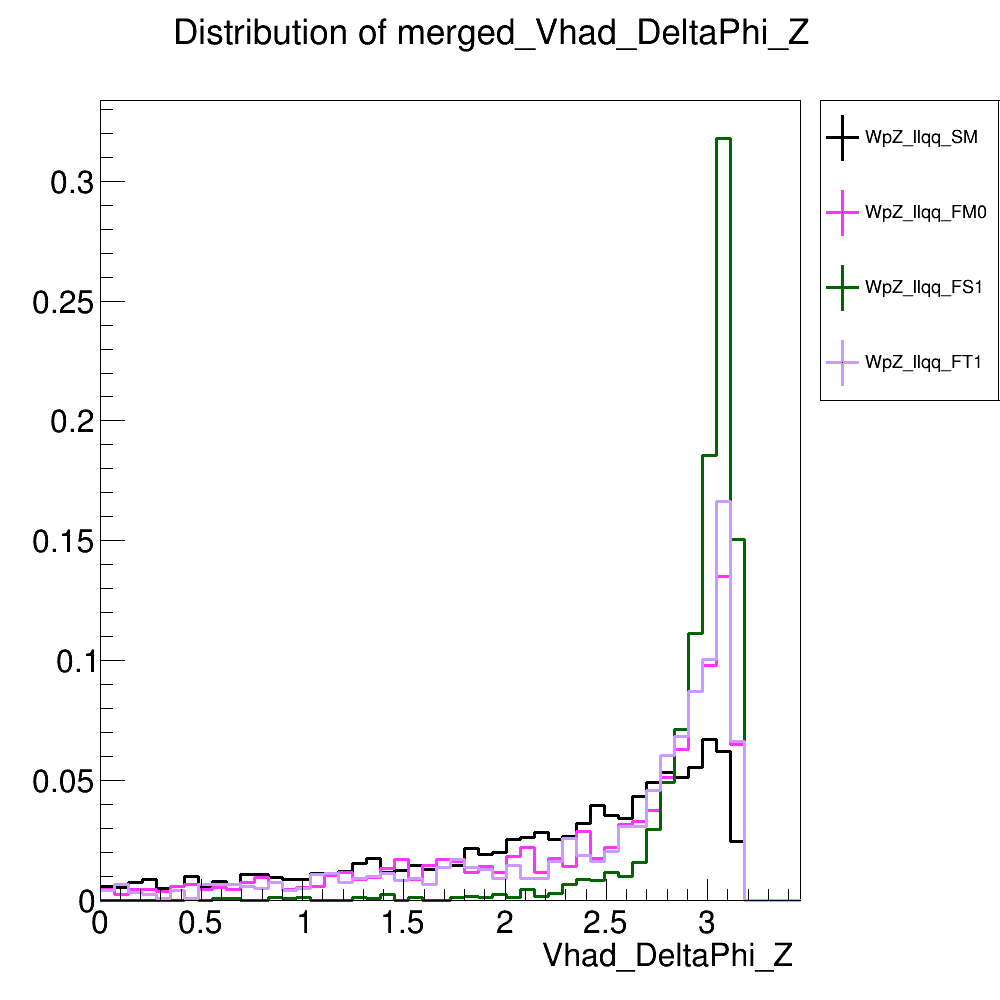 Distribution of merged_Vhad_DeltaPhi_Z
WpZ_llqq_SM
WpZ_llqq_FM0
WpZ_llqq_FS1
WpZ_llqq_FT1
0.3
0.25
0.2
0.15
0.1
0.05
0
0 0.5 1 1.5 2 2.5 3
Vhad_DeltaPhi_Z